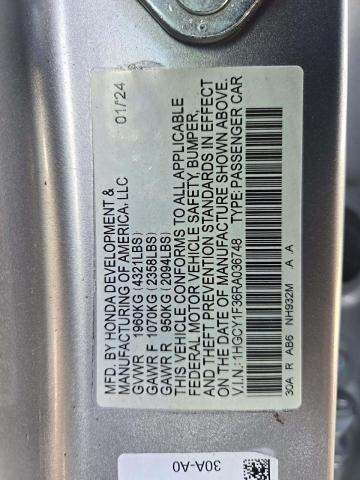 MFD. BY HONDA DEVELOPMENT &
MANUFACTURING OF AMERICA, LLC 01/24
GVWR 1960KG (4321LBS)
GAWR F 1070KG (2358LBS)
GAWR R 950KG (2094LBS)
THIS VEHICLE CONFORMS TO ALL APPLICABLE
FEDERAL MOTOR VEHICLE SAFETY, BUMPER,
AND THEFT PREVENTION STANDARDS IN EFFECT
ON THE DATE OF MANUFACTURE SHOWN ABOVE.
V.I.N.: 1HGCY1F36RA036748 TYPE: PASSENGER CAR
30A R AB6 NH932M A A
30A-A0